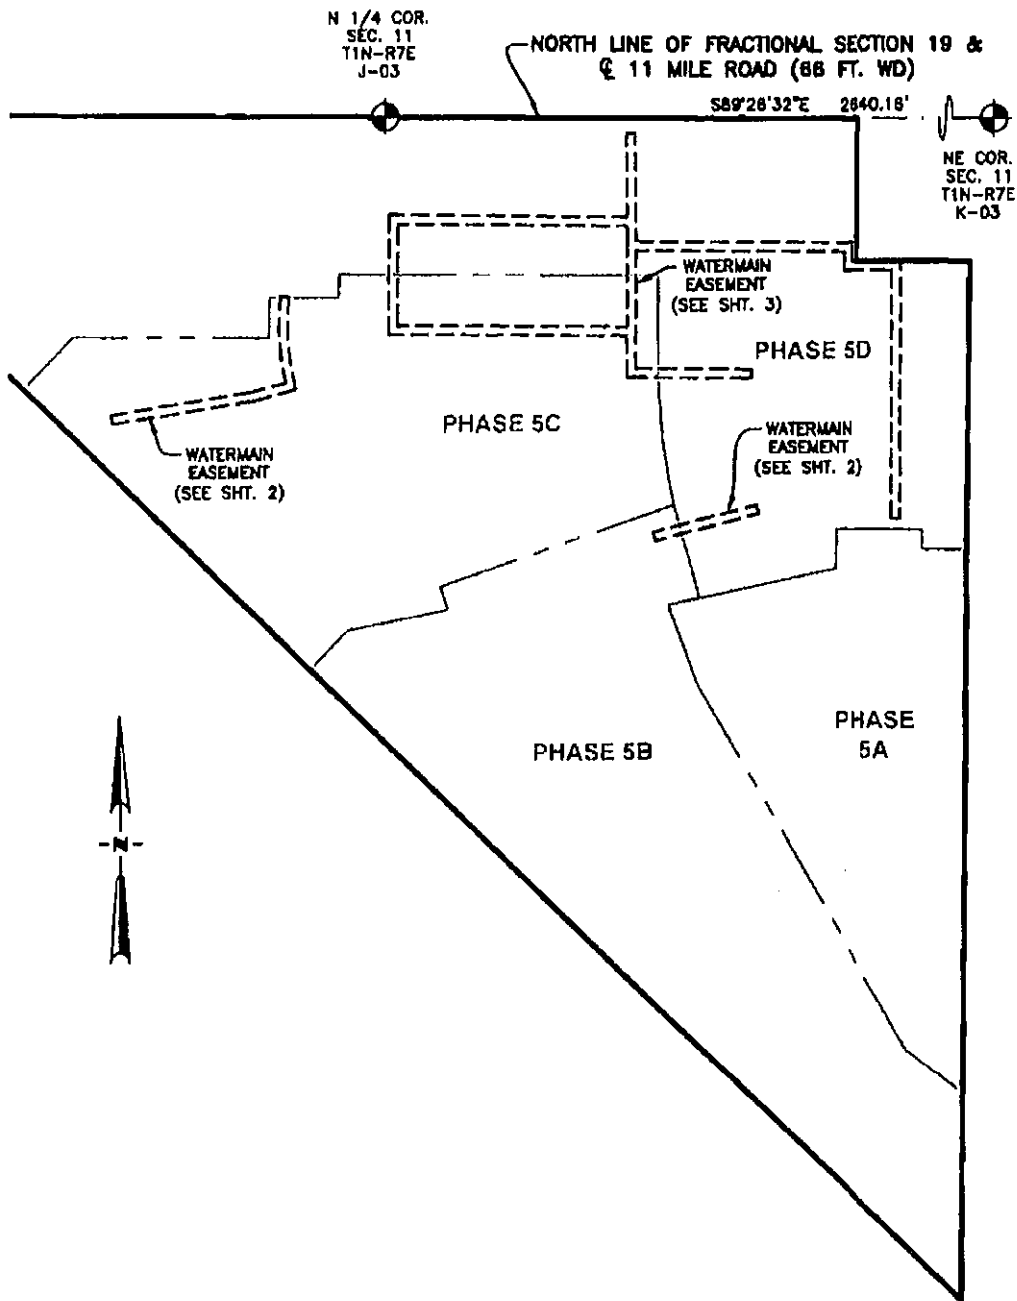 N 1/4 COR.
SEC. 11
T1N-R7E
J-03
NORTH LINE OF FRACTIONAL SECTION 19 &
℄ 11 MILE ROAD (66 FT. WD)
S89°26'32"E 2640.16'
NE COR.
SEC. 11
T1N-R7E
K-03
WATERMAIN
EASEMENT
(SEE SHT. 3)
PHASE 5D
PHASE 5C
WATERMAIN
EASEMENT
(SEE SHT. 2)
WATERMAIN
EASEMENT
(SEE SHT. 2)
PHASE 5B
PHASE
5A
N